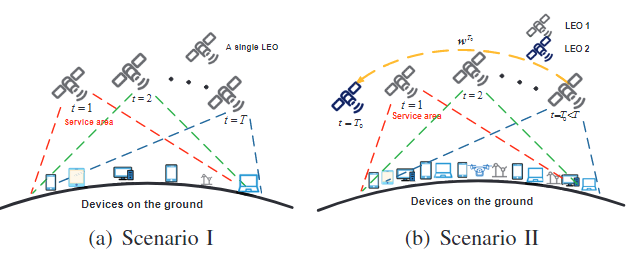 A single LEO
t = 1
t = 2
t = T
Service area
Devices on the ground
(a) Scenario I
LEO 1
LEO 2
w^{T_0}
t = 1
t = 2
t = T_0
t = T_0 < T
Service area
Devices on the ground
(b) Scenario II